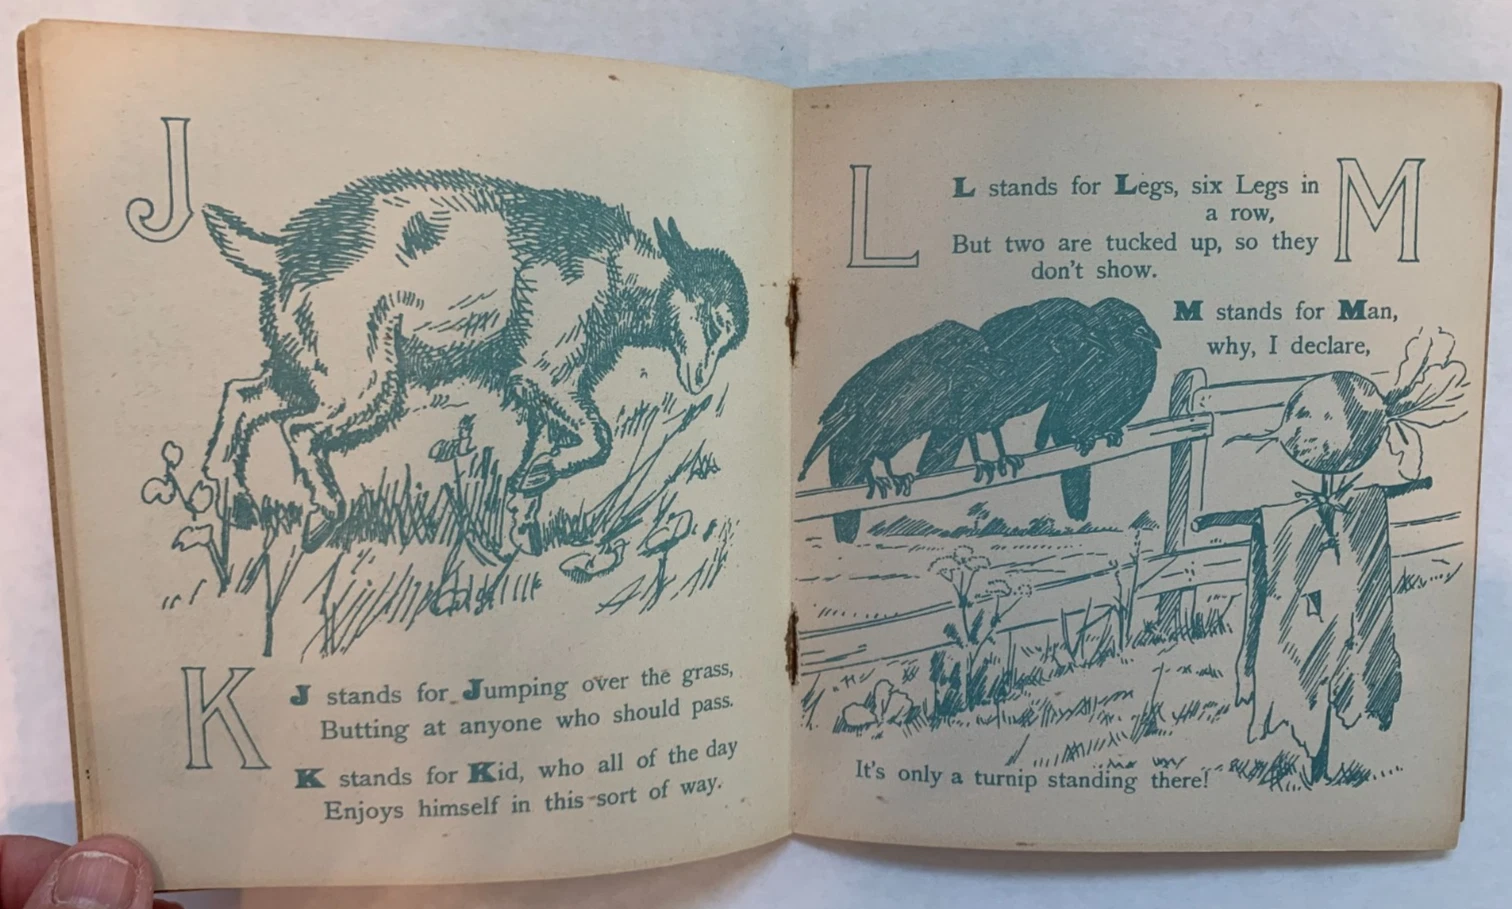 J
K
J stands for Jumping over the grass,
Butting at anyone who should pass.
K stands for Kid, who all of the day
Enjoys himself in this sort of way.
L
M
L stands for Legs, six Legs in
a row,
But two are tucked up, so they
don't show.
M stands for Man,
why, I declare,
It's only a turnip standing there!